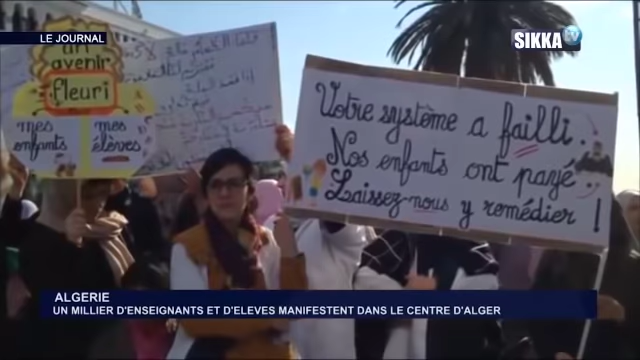 LE JOURNAL
SIKKA TV
un avenir
fleuri
mes enfants
mes élèves
Votre système a failli.
Nos enfants ont payé.
Laissez-nous y remédier !
ALGERIE
UN MILLIER D'ENSEIGNANTS ET D'ELEVES MANIFESTENT DANS LE CENTRE D'ALGER